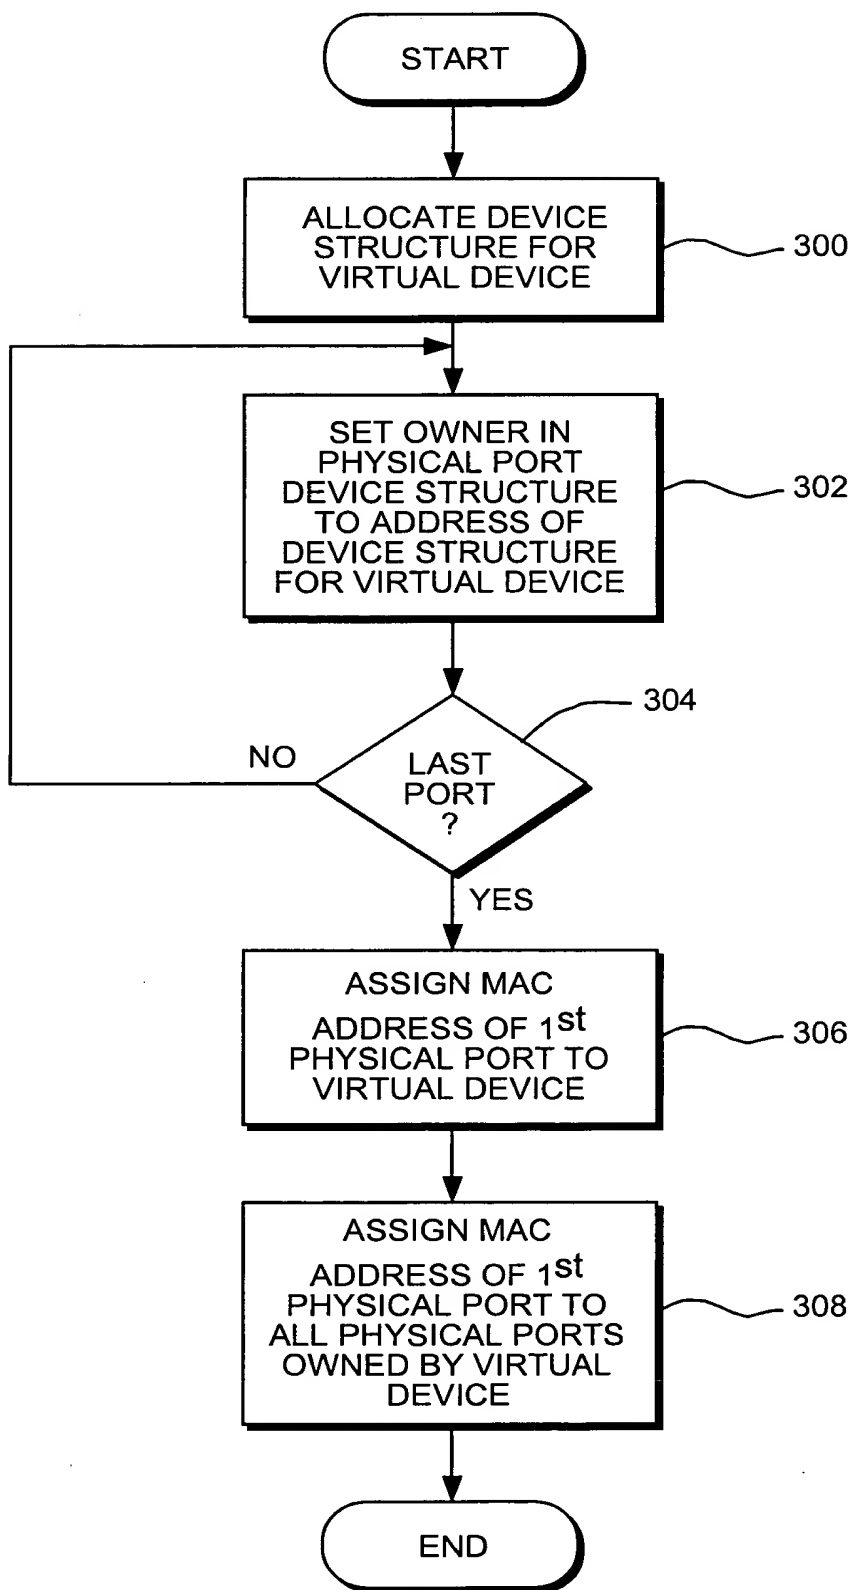 START
ALLOCATE DEVICE
STRUCTURE FOR
VIRTUAL DEVICE
300
SET OWNER IN
PHYSICAL PORT
DEVICE STRUCTURE
TO ADDRESS OF
DEVICE STRUCTURE
FOR VIRTUAL DEVICE
302
304
LAST
PORT
?
NO
YES
ASSIGN MAC
ADDRESS OF 1st
PHYSICAL PORT TO
VIRTUAL DEVICE
306
ASSIGN MAC
ADDRESS OF 1st
PHYSICAL PORT TO
ALL PHYSICAL PORTS
OWNED BY VIRTUAL
DEVICE
308
END